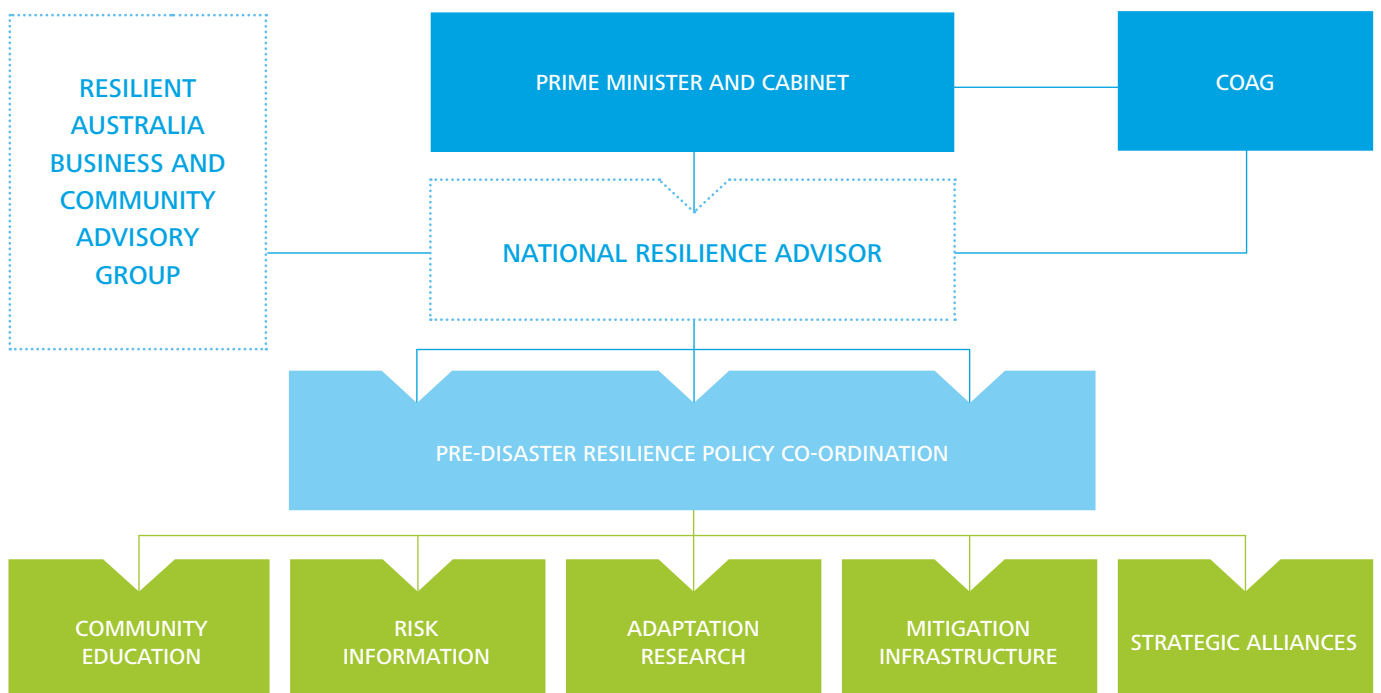 RESILIENT
AUSTRALIA
BUSINESS AND
COMMUNITY
ADVISORY
GROUP
PRIME MINISTER AND CABINET
COAG
NATIONAL RESILIENCE ADVISOR
PRE-DISASTER RESILIENCE POLICY CO-ORDINATION
COMMUNITY
EDUCATION
RISK
INFORMATION
ADAPTATION
RESEARCH
MITIGATION
INFRASTRUCTURE
STRATEGIC ALLIANCES